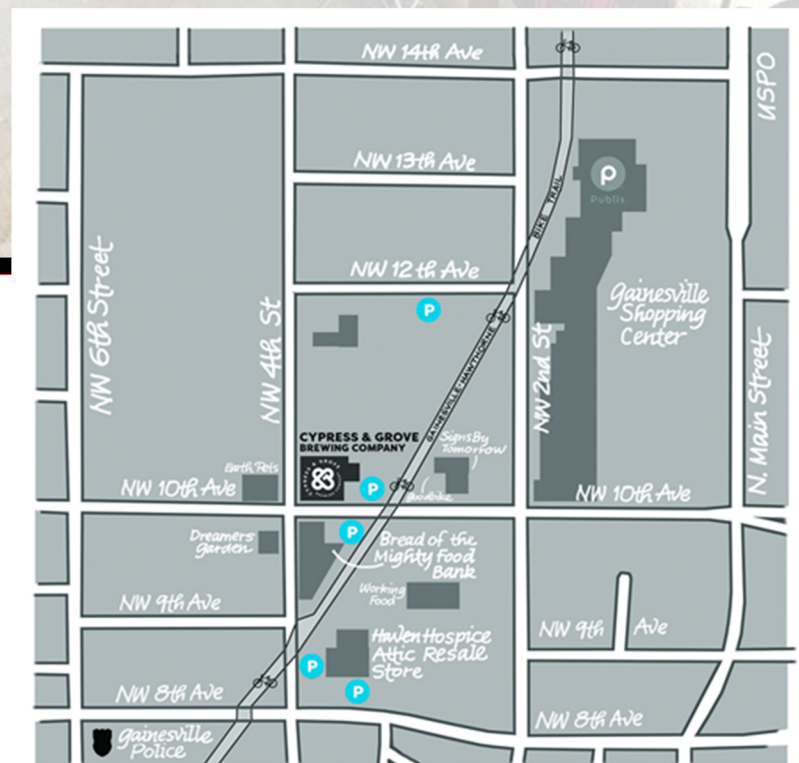 NW 14th Ave
USPO
NW 13th Ave
P
Publix.
BIKE TRAIL
NW 12th Ave
NW 6th Street
NW 4th St
P
Gainesville
Shopping
Center
NW 2nd St
N. Main Street
GAINESVILLE-HAWTHORNE
CYPRESS & GROVE
BREWING COMPANY
Signs By
Tomorrow
Earth Pets
NW 10th Ave
CYPRESS & GROVE
P
goodbike
NW 10th Ave
P
Dreamers
garden
Bread of the
Mighty Food
Bank
Working
Food
NW 9th Ave
NW 9th Ave
Haven Hospice
Attic Resale
Store
P
P
NW 8th Ave
NW 8th Ave
gainesville
Police